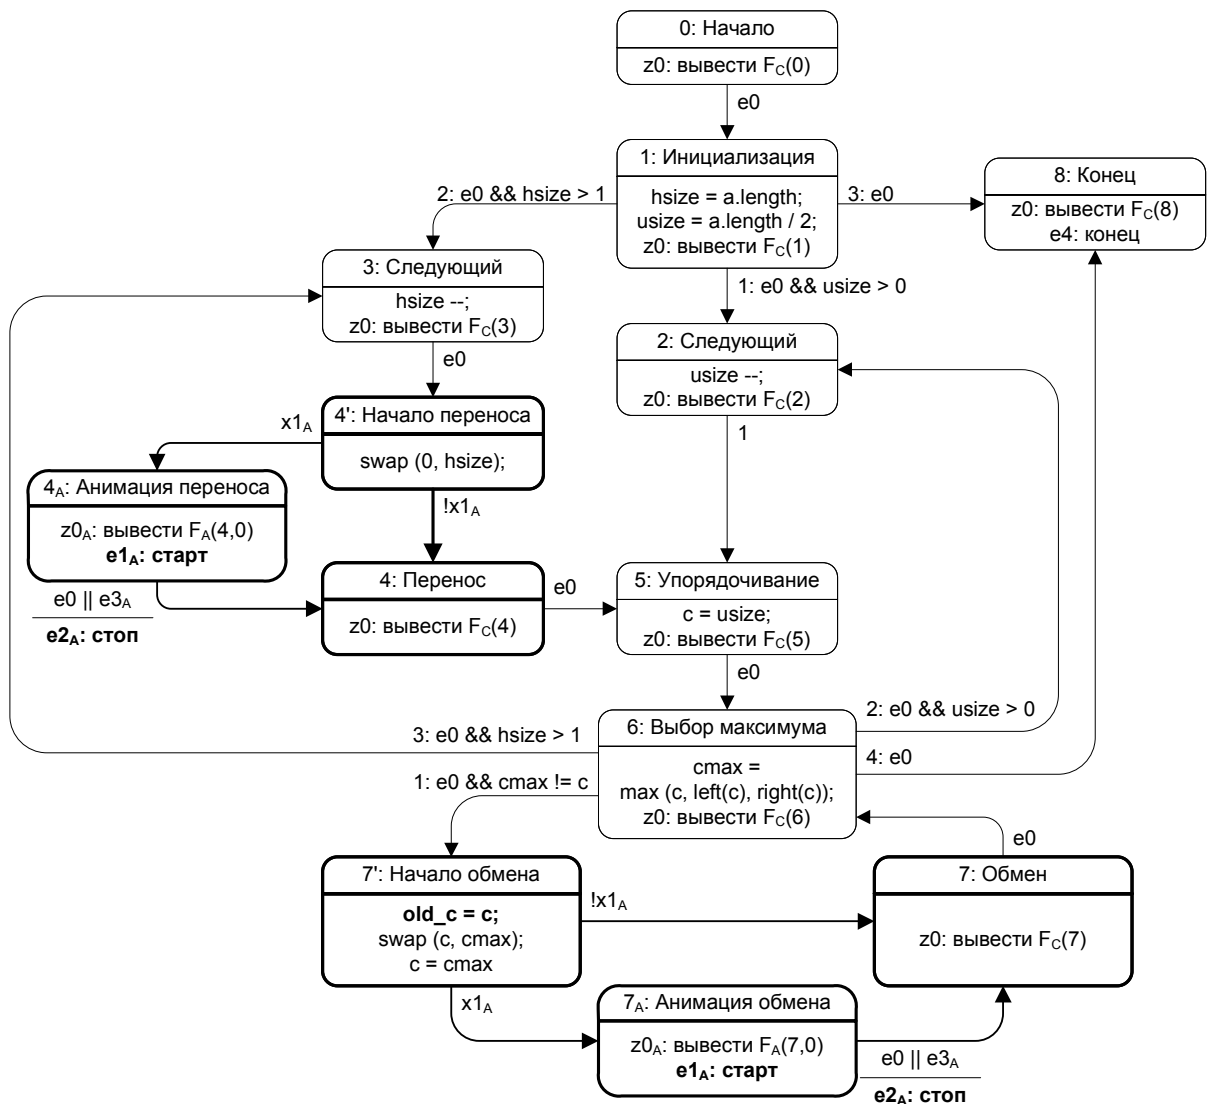 0: Начало
z0: вывести FC(0)
e0
1: Инициализация
hsize = a.length;
usize = a.length / 2;
z0: вывести FC(1)
2: e0 && hsize > 1
3: e0
8: Конец
z0: вывести FC(8)
e4: конец
1: e0 && usize > 0
3: Следующий
hsize --;
z0: вывести FC(3)
e0
2: Следующий
usize --;
z0: вывести FC(2)
1
4': Начало переноса
swap (0, hsize);
x1A
!x1A
4A: Анимация переноса
z0A: вывести FA(4,0)
e1A: старт
e0 || e3A
e2A: стоп
4: Перенос
z0: вывести FC(4)
e0
5: Упорядочивание
c = usize;
z0: вывести FC(5)
e0
6: Выбор максимума
cmax =
max (c, left(c), right(c));
z0: вывести FC(6)
2: e0 && usize > 0
3: e0 && hsize > 1
4: e0
1: e0 && cmax != c
7': Начало обмена
old_c = c;
swap (c, cmax);
c = cmax
!x1A
x1A
7: Обмен
z0: вывести FC(7)
e0
7A: Анимация обмена
z0A: вывести FA(7,0)
e1A: старт
e0 || e3A
e2A: стоп